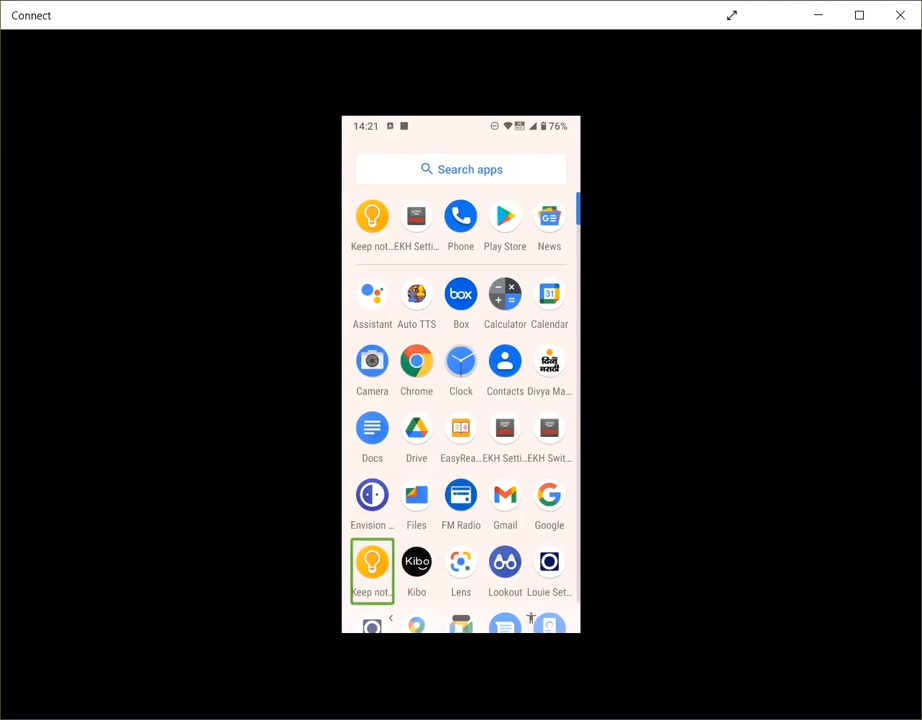 Connect
14:21 76%
Search apps
Keep not... EKH Setti... Phone Play Store News
Assistant Auto TTS Box Calculator Calendar
Camera Chrome Clock Contacts Divya Ma...
Docs Drive EasyRea... EKH Setti... EKH Swit...
Envision ... Files FM Radio Gmail Google
Keep not... Kibo Lens Lookout Louie Set...